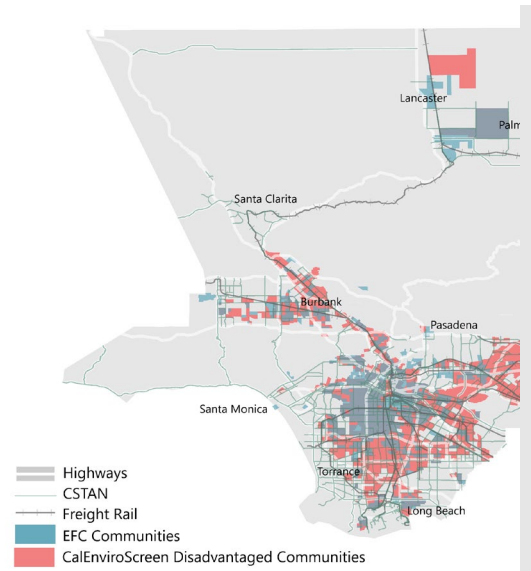 Lancaster
Palm
Santa Clarita
Burbank
Pasadena
Santa Monica
Torrance
Long Beach
Highways
CSTAN
Freight Rail
EFC Communities
CalEnviroScreen Disadvantaged Communities